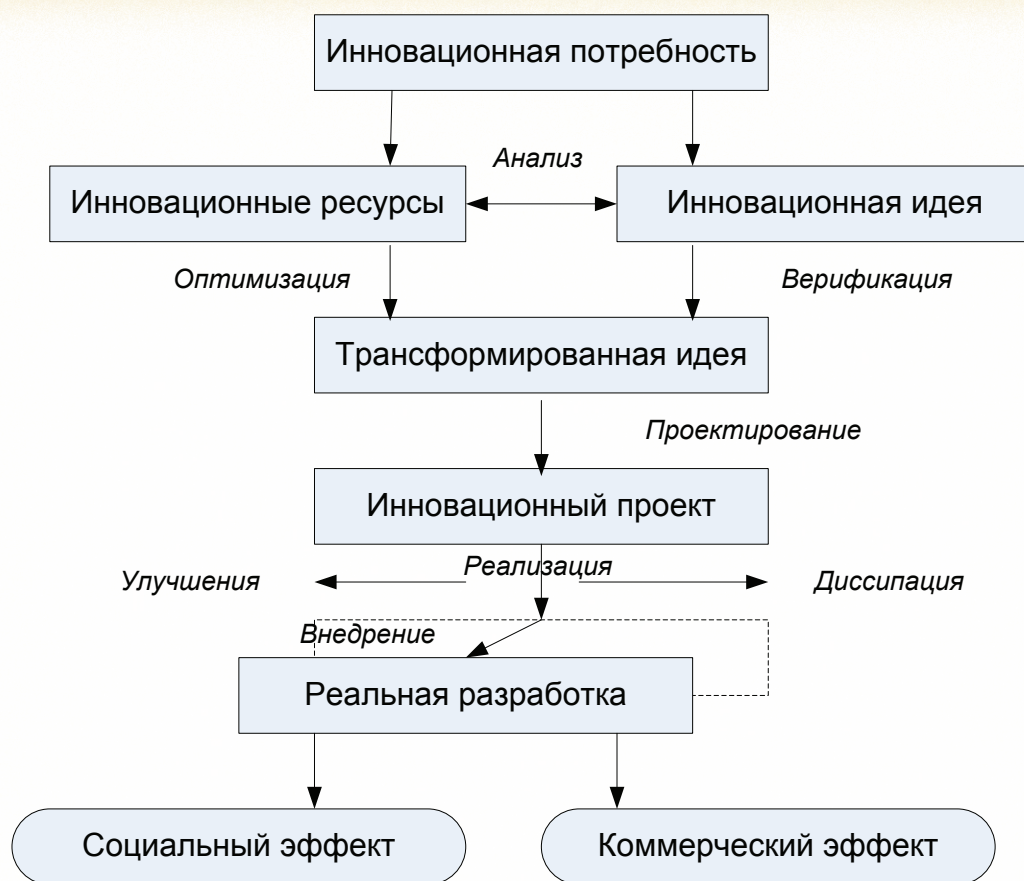 Инновационная потребность
Анализ
Инновационные ресурсы
Инновационная идея
Оптимизация
Верификация
Трансформированная идея
Проектирование
Инновационный проект
Реализация
Улучшения
Диссипация
Внедрение
Реальная разработка
Социальный эффект
Коммерческий эффект